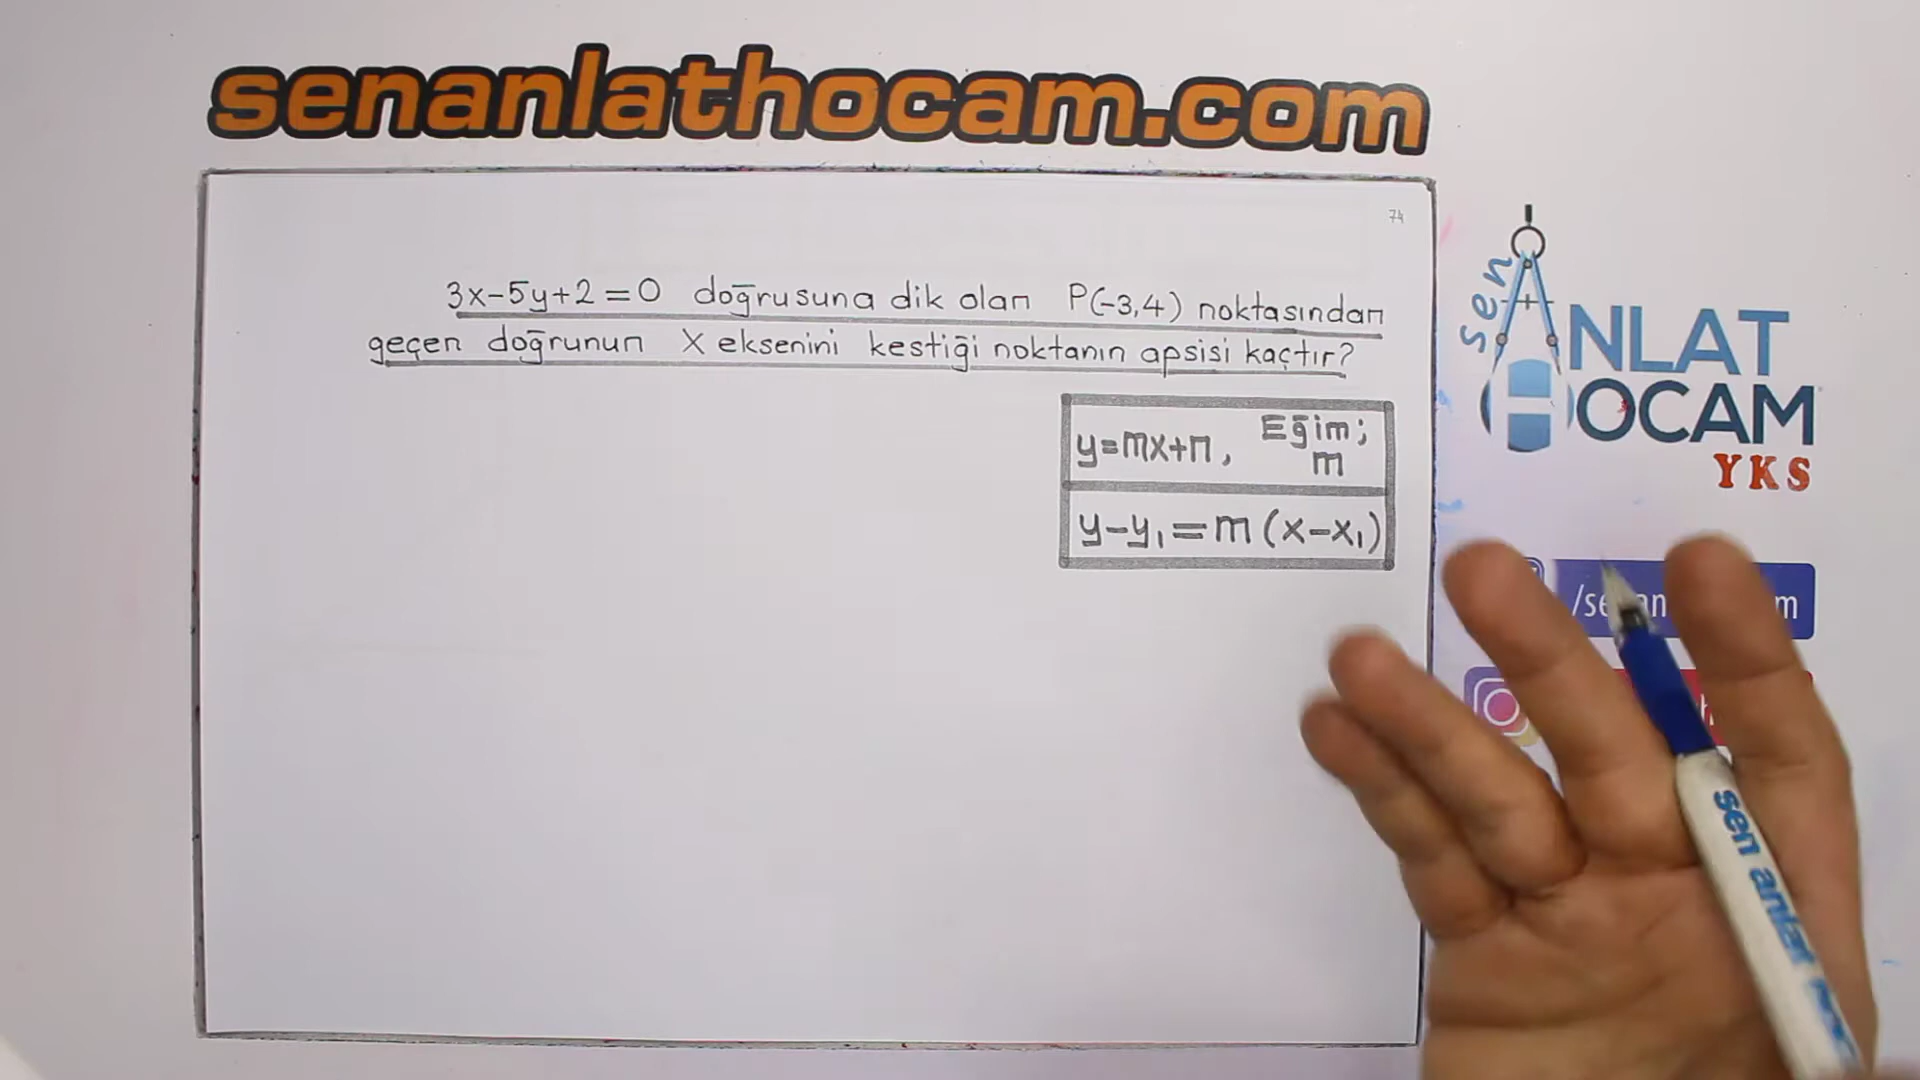 senanlathocam.com
74
3x-5y+2=0 doğrusuna dik olan P(-3,4) noktasından
geçen doğrunun X eksenini kestiği noktanın apsisi kaçtır?
y=mx+n, Eğim;
m
y-y₁=m(x-x₁)
sen
ANLAT
HOCAM
YKS
sen anlat